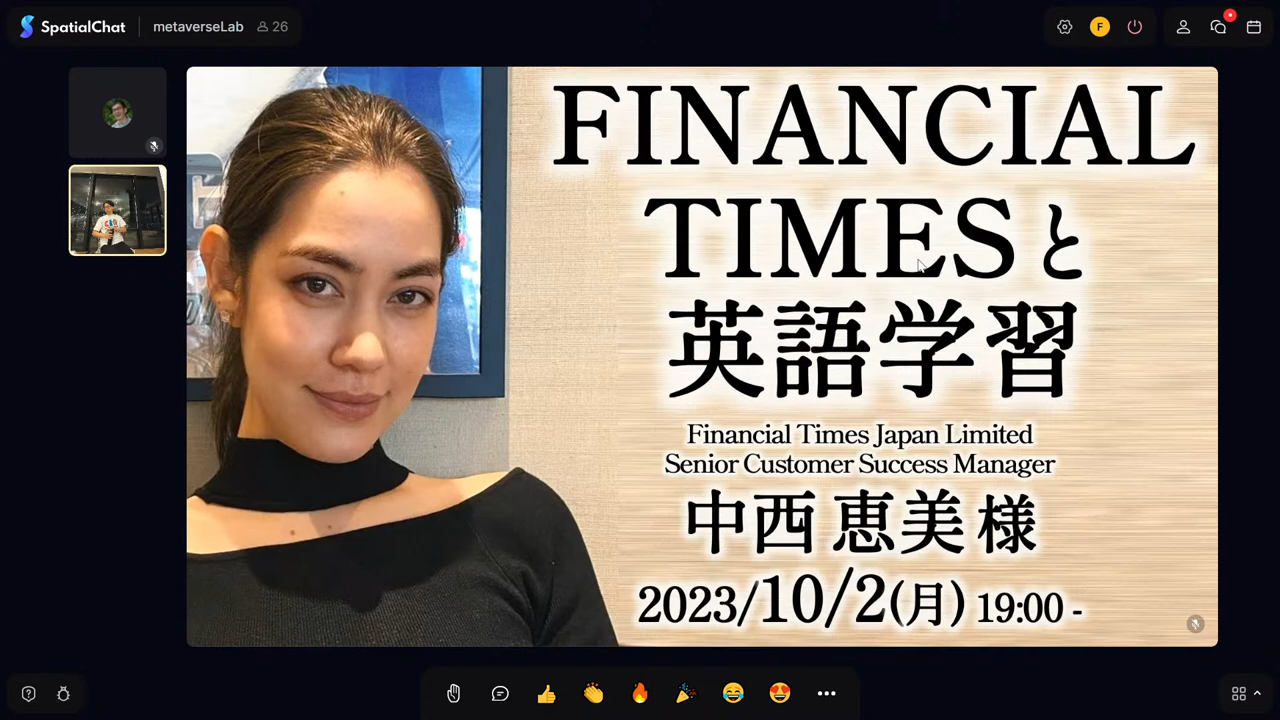 SpatialChat
metaverseLab
26
F
FINANCIAL
TIMESと
英語学習
Financial Times Japan Limited
Senior Customer Success Manager
中西 恵美 様
2023/10/2(月) 19:00 -